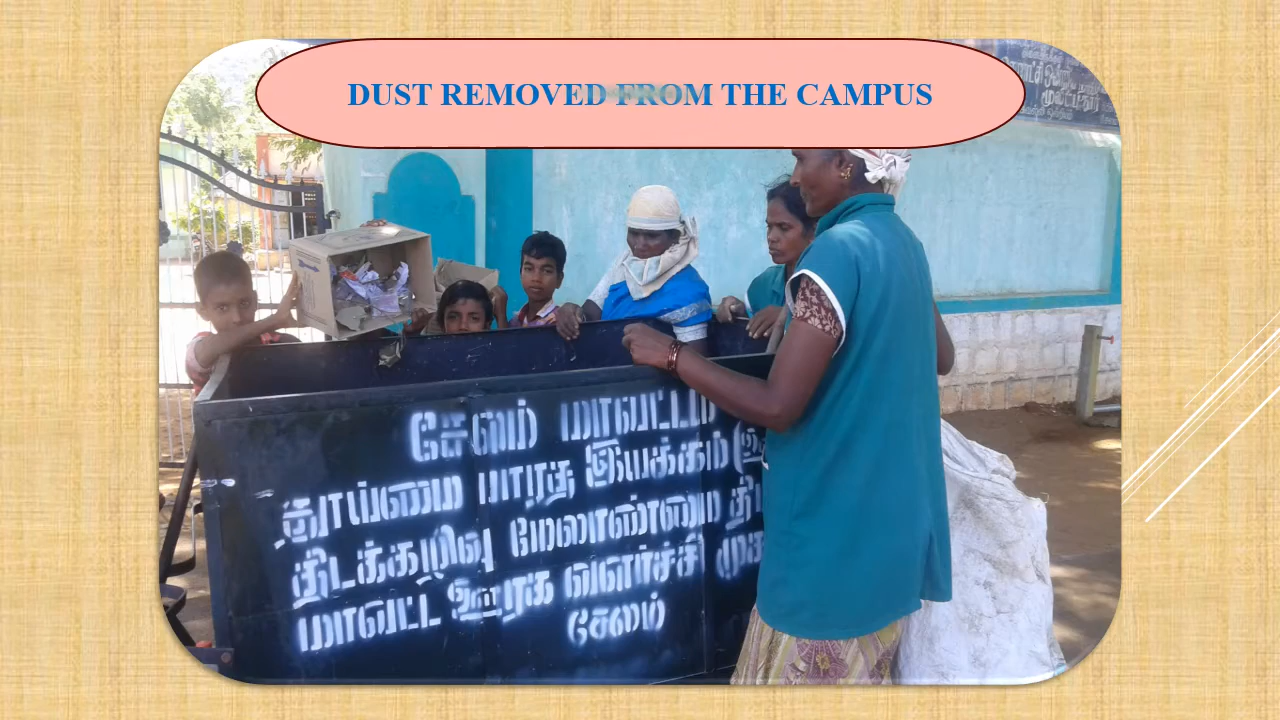 DUST REMOVED FROM THE CAMPUS
சேலம் மாவட்டம்
தூய்மை பாரத இயக்கம்
திடக்கழிவு மேலாண்மை
மாவட்ட ஊரக வளர்ச்சி
சேலம்